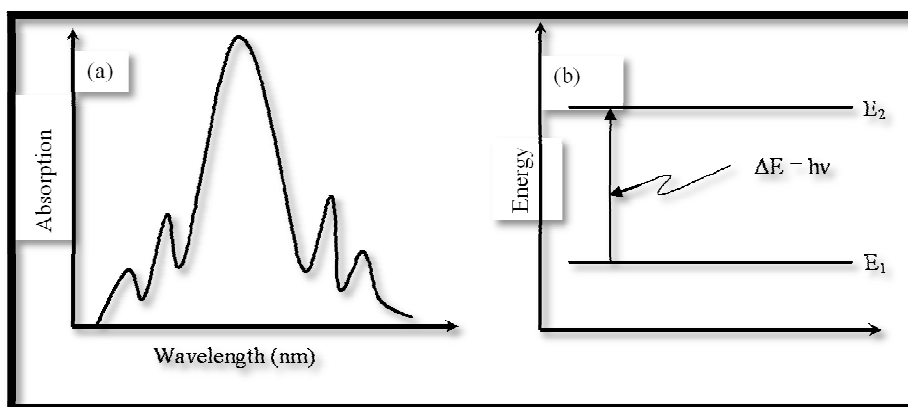 (a)
Absorption
Wavelength (nm)
(b)
Energy
E₂
ΔE = hν
E₁